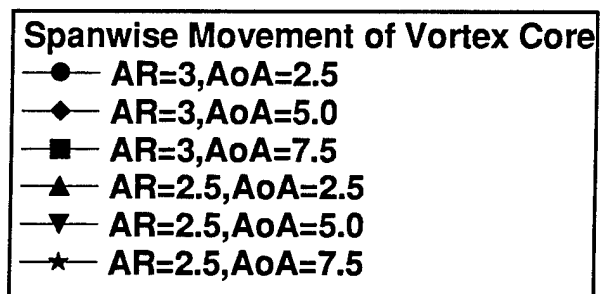 Spanwise Movement of Vortex Core
AR=3,AoA=2.5
AR=3,AoA=5.0
AR=3,AoA=7.5
AR=2.5,AoA=2.5
AR=2.5,AoA=5.0
AR=2.5,AoA=7.5